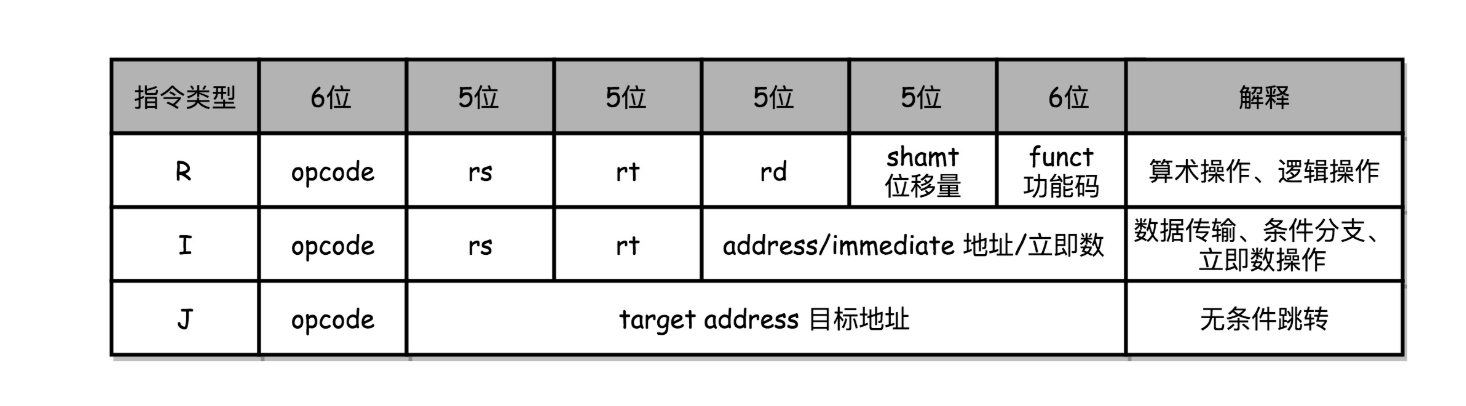 指令类型 6位 5位 5位 5位 5位 6位 解释
R opcode rs rt rd shamt 位移量 funct 功能码 算术操作、逻辑操作
I opcode rs rt address/immediate 地址/立即数 数据传输、条件分支、
立即数操作
J opcode target address 目标地址 无条件跳转